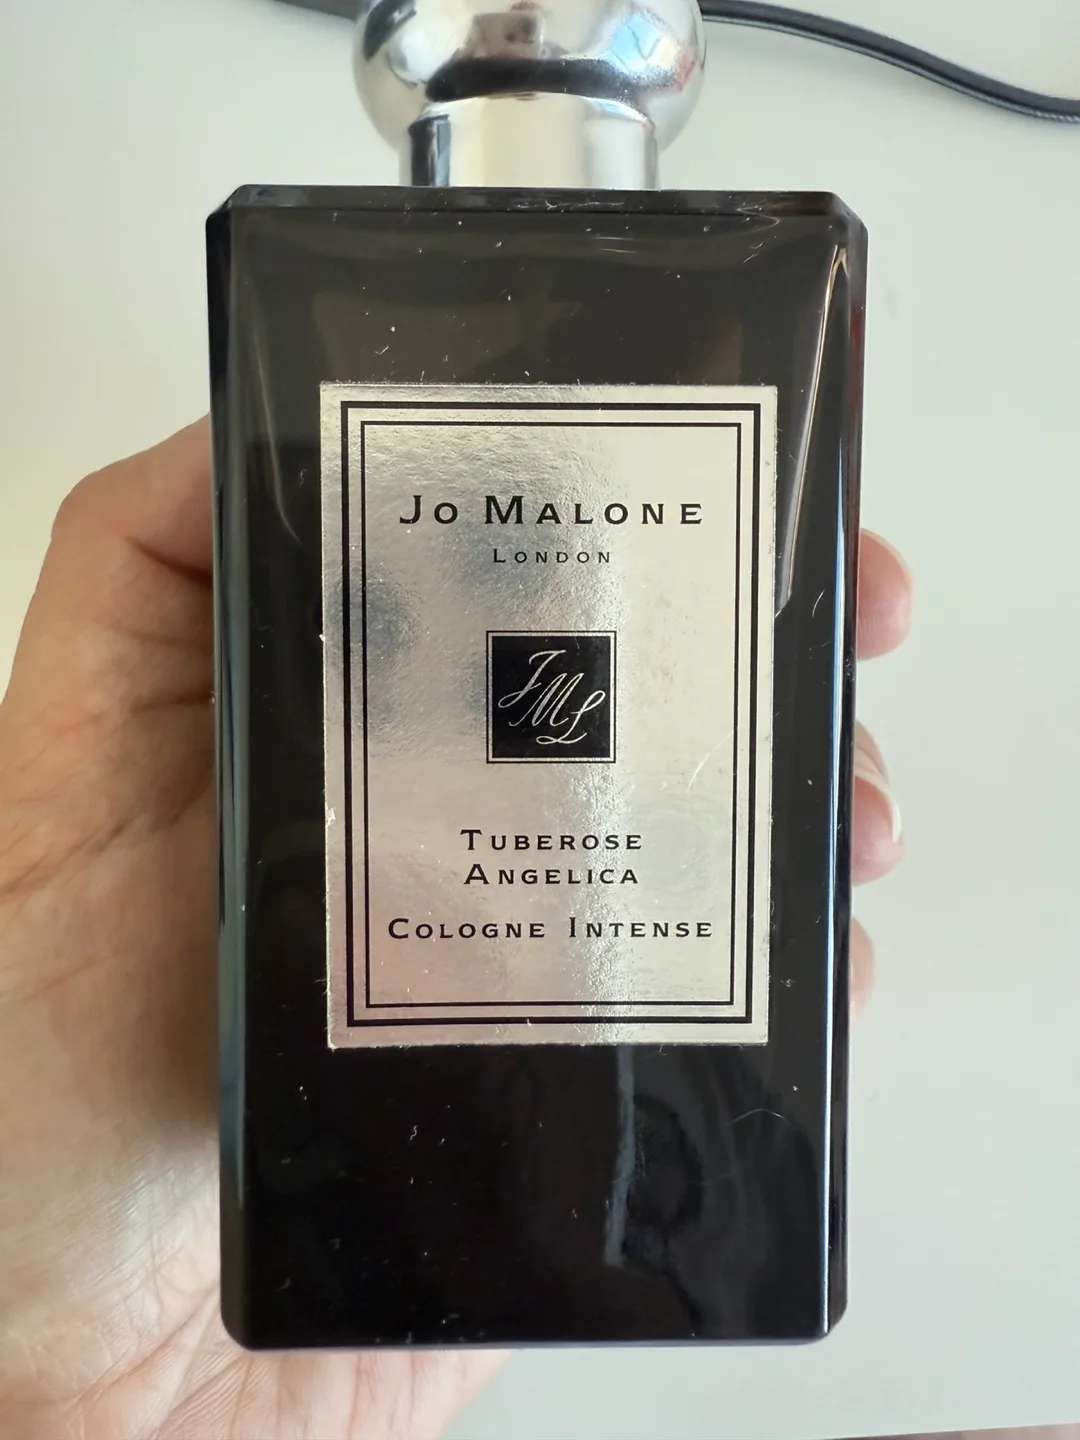 Jo Malone
London
JML
Tuberose
Angelica
Cologne Intense